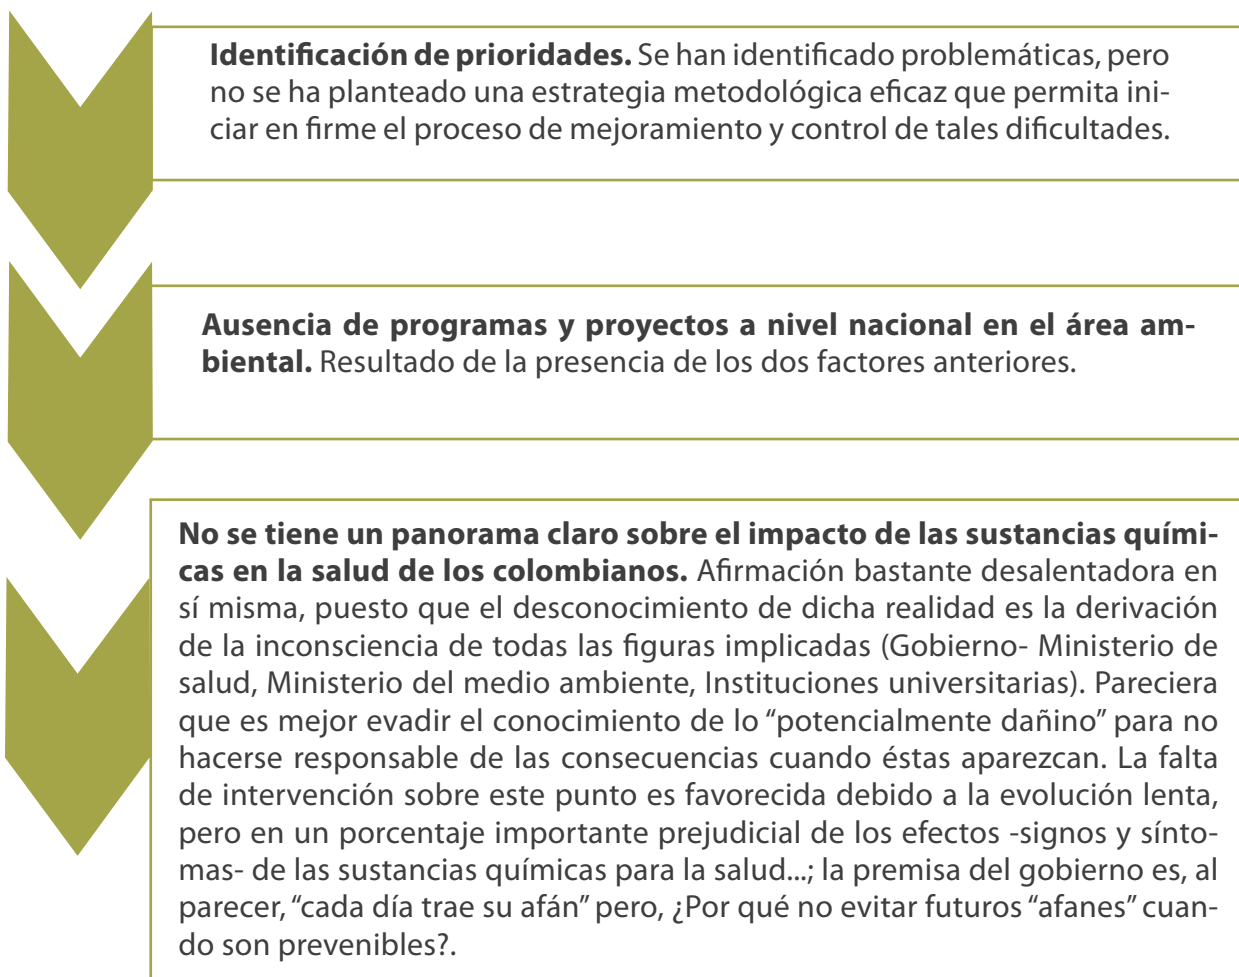 Identificación de prioridades. Se han identificado problemáticas, pero
no se ha planteado una estrategia metodológica eficaz que permita ini-
ciar en firme el proceso de mejoramiento y control de tales dificultades.
Ausencia de programas y proyectos a nivel nacional en el área am-
biental. Resultado de la presencia de los dos factores anteriores.
No se tiene un panorama claro sobre el impacto de las sustancias quími-
cas en la salud de los colombianos. Afirmación bastante desalentadora en
sí misma, puesto que el desconocimiento de dicha realidad es la derivación
de la inconsciencia de todas las figuras implicadas (Gobierno- Ministerio de
salud, Ministerio del medio ambiente, Instituciones universitarias). Pareciera
que es mejor evadir el conocimiento de lo “potencialmente dañino” para no
hacerse responsable de las consecuencias cuando éstas aparezcan. La falta
de intervención sobre este punto es favorecida debido a la evolución lenta,
pero en un porcentaje importante prejudicial de los efectos -signos y sínto-
mas- de las sustancias químicas para la salud...; la premisa del gobierno es, al
parecer, “cada día trae su afán” pero, ¿Por qué no evitar futuros “afanes” cuan-
do son prevenibles?.